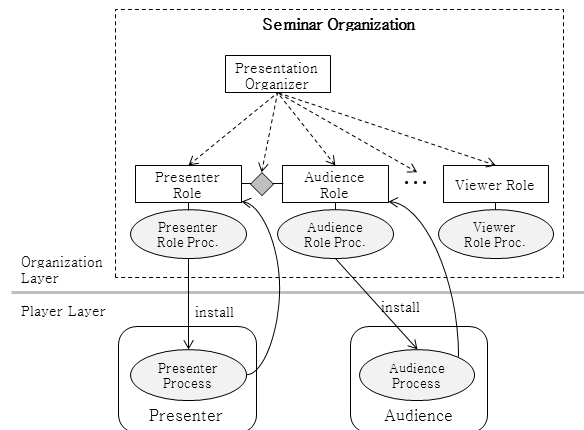 Seminar Organization
Presentation
Organizer
Presenter
Role
Audience
Role
...
Viewer Role
Presenter
Role Proc.
Audience
Role Proc.
Viewer
Role Proc.
Organization
Layer
Player Layer
install
install
Presenter
Process
Audience
Process
Presenter
Audience